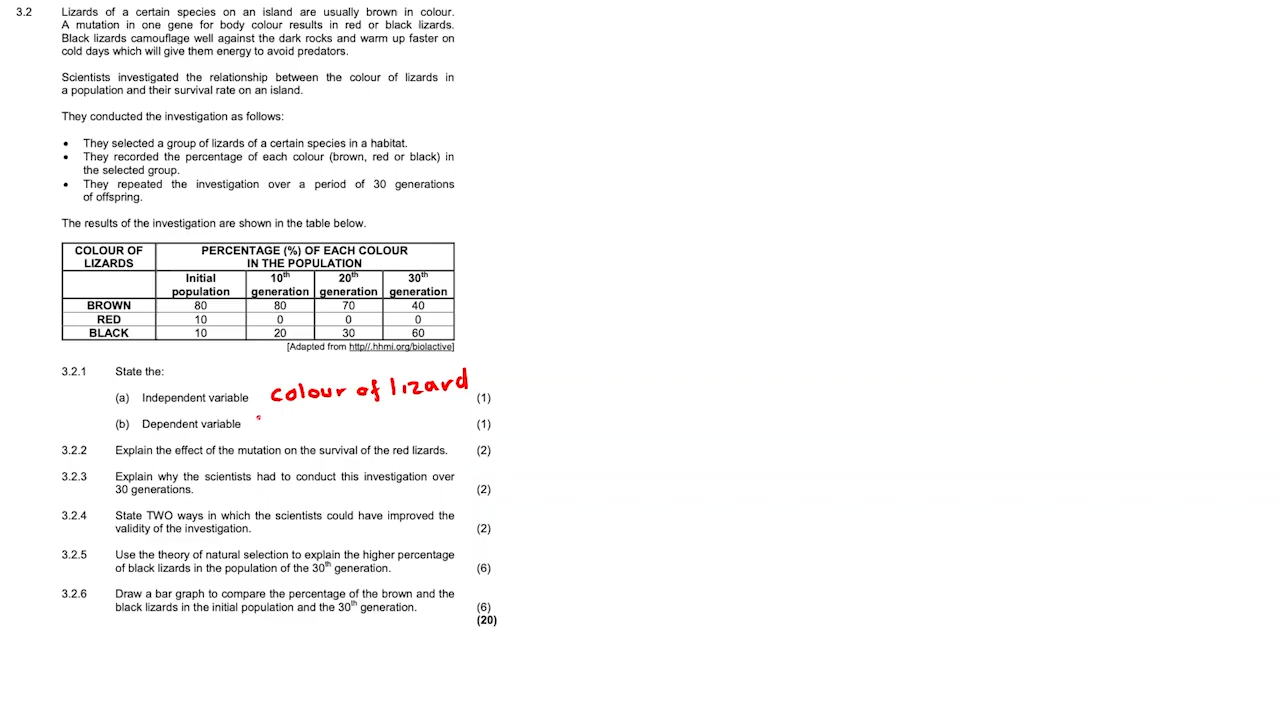 3.2 Lizards of a certain species on an island are usually brown in colour.
A mutation in one gene for body colour results in red or black lizards.
Black lizards camouflage well against the dark rocks and warm up faster on
cold days which will give them energy to avoid predators.
Scientists investigated the relationship between the colour of lizards in
a population and their survival rate on an island.
They conducted the investigation as follows:
• They selected a group of lizards of a certain species in a habitat.
• They recorded the percentage of each colour (brown, red or black) in
the selected group.
• They repeated the investigation over a period of 30 generations
of offspring.
The results of the investigation are shown in the table below.
COLOUR OF LIZARDS PERCENTAGE (%) OF EACH COLOUR IN THE POPULATION
Initial population 10th generation 20th generation 30th generation
BROWN 80 80 70 40
RED 10 0 0 0
BLACK 10 20 30 60
[Adapted from http//.hhmi.org/biolactive]
3.2.1 State the:
(a) Independent variable colour of lizard (1)
(b) Dependent variable (1)
3.2.2 Explain the effect of the mutation on the survival of the red lizards. (2)
3.2.3 Explain why the scientists had to conduct this investigation over
30 generations. (2)
3.2.4 State TWO ways in which the scientists could have improved the
validity of the investigation. (2)
3.2.5 Use the theory of natural selection to explain the higher percentage
of black lizards in the population of the 30th generation. (6)
3.2.6 Draw a bar graph to compare the percentage of the brown and the
black lizards in the initial population and the 30th generation. (6)
(20)